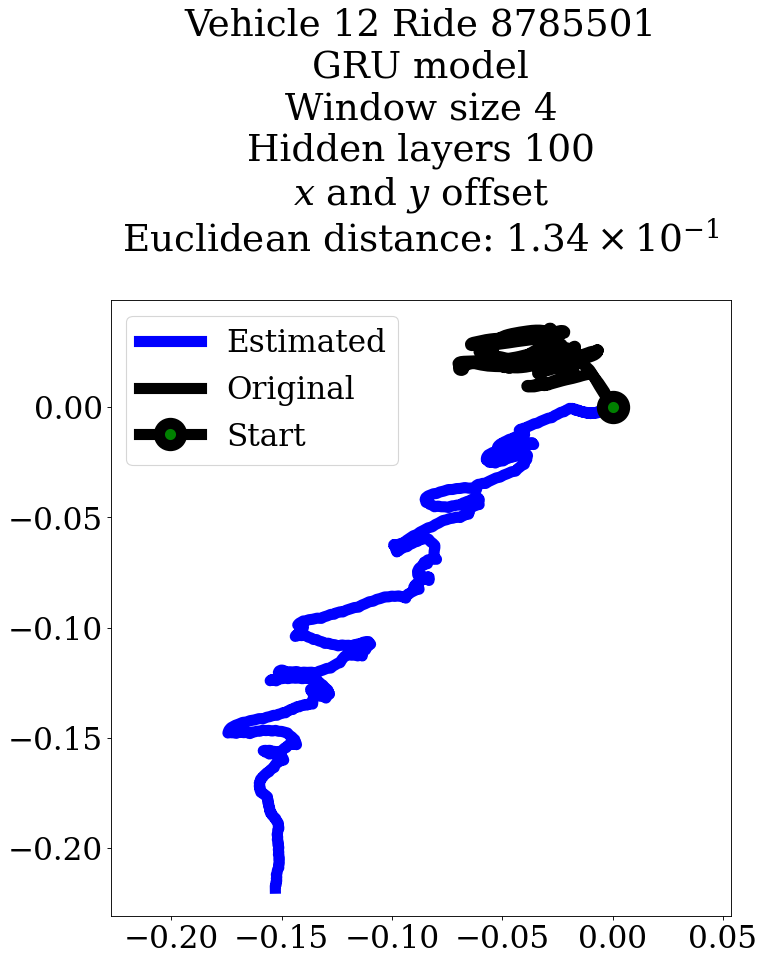 Vehicle 12 Ride 8785501
GRU model
Window size 4
Hidden layers 100
x and y offset
Euclidean distance: 1.34 × 10⁻¹
Estimated
Original
Start
0.00
−0.05
−0.10
−0.15
−0.20
−0.20 −0.15 −0.10 −0.05 0.00 0.05